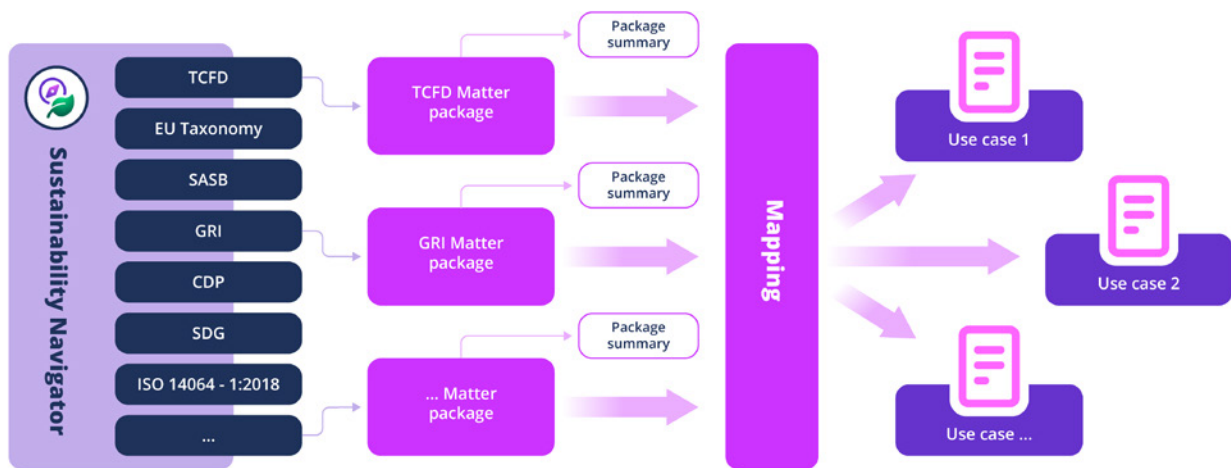 Sustainability Navigator
TCFD
EU Taxonomy
SASB
GRI
CDP
SDG
ISO 14064 - 1:2018
...
TCFD Matter
package
GRI Matter
package
... Matter
package
Package
summary
Package
summary
Package
summary
Mapping
Use case 1
Use case 2
Use case ...